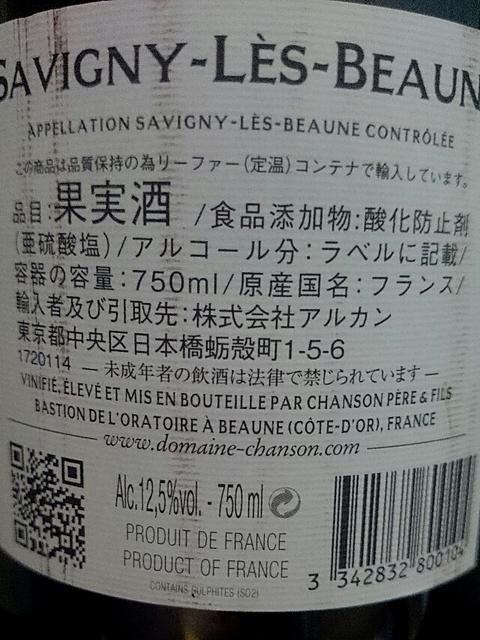 SAVIGNY-LÈS-BEAUN
APPELLATION SAVIGNY-LÈS-BEAUNE CONTRÔLÉE
この商品は品質保持の為リーファー(定温)コンテナで輸入しています。
品目:果実酒 /食品添加物:酸化防止剤
(亜硫酸塩)/アルコール分:ラベルに記載/
容器の容量:750ml/原産国名:フランス/
輸入者及び引取先:株式会社アルカン
東京都中央区日本橋蛎殻町1-5-6
1720114 — 未成年者の飲酒は法律で禁じられています —
VINIFIÉ, ÉLEVÉ ET MIS EN BOUTEILLE PAR CHANSON PÈRE & FILS
BASTION DE L'ORATOIRE À BEAUNE (CÔTE-D'OR), FRANCE
www.domaine-chanson.com
Alc.12,5%vol. - 750 ml
PRODUIT DE FRANCE
PRODUCT OF FRANCE
CONTAINS SULPHITES (SO2)
3 342832 800104